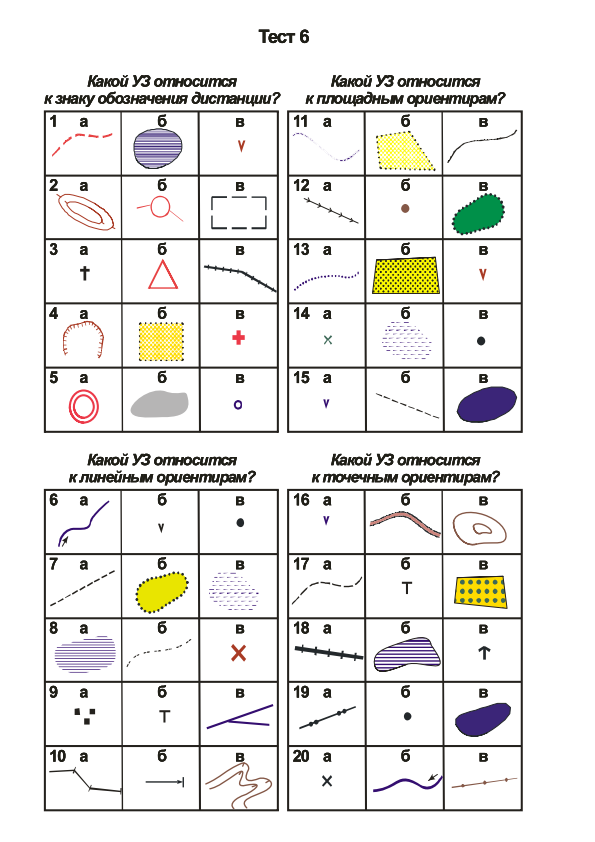 Тест 6
Какой УЗ относится
к знаку обозначения дистанции?
1 а б в
2 а б в
3 а б в
4 а б в
5 а б в
Какой УЗ относится
к площадным ориентирам?
11 а б в
12 а б в
13 а б в
14 а б в
15 а б в
Какой УЗ относится
к линейным ориентирам?
6 а б в
7 а б в
8 а б в
9 а б в
10 а б в
Какой УЗ относится
к точечным ориентирам?
16 а б в
17 а б в
18 а б в
19 а б в
20 а б в